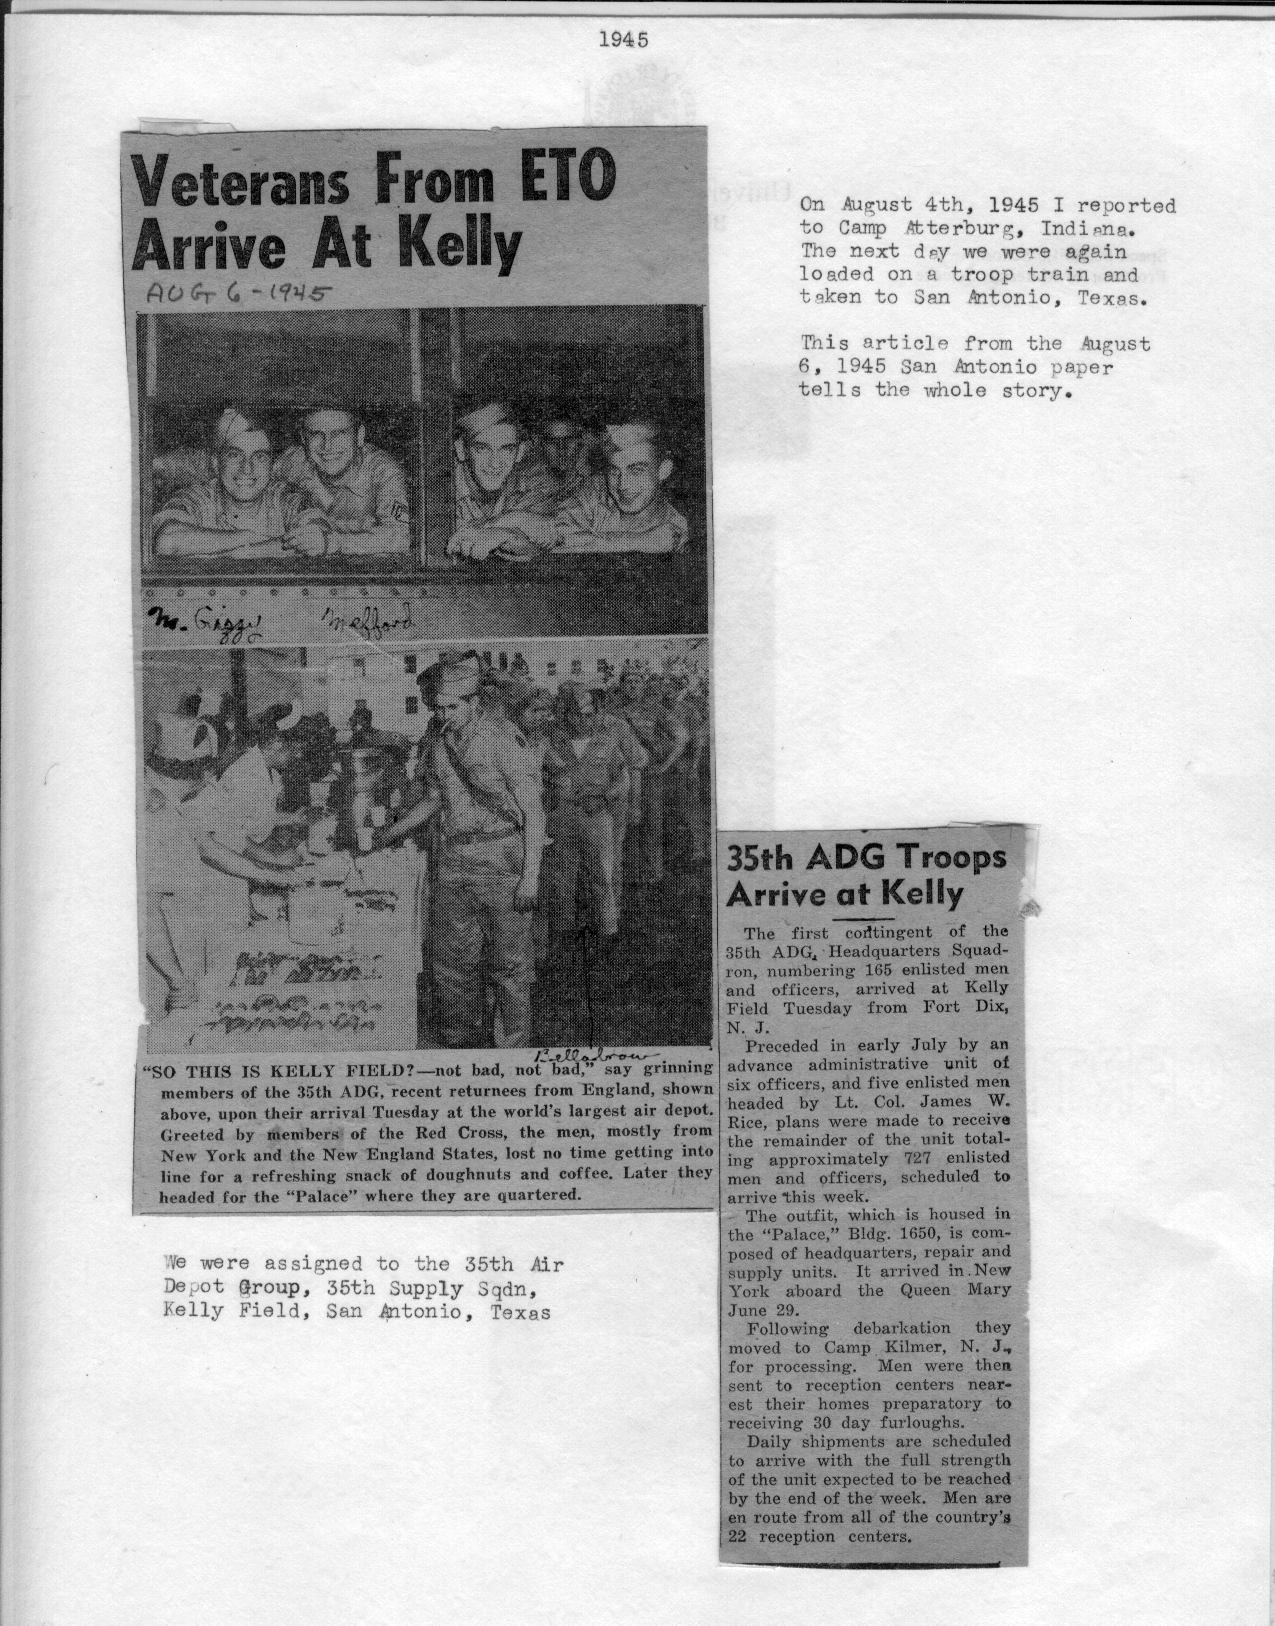 1945
Veterans From ETO
Arrive At Kelly
AUG 6-1945
M. Gizzy Mefford
Bellabrow
"SO THIS IS KELLY FIELD?—not bad, not bad," say grinning
members of the 35th ADG, recent returnees from England, shown
above, upon their arrival Tuesday at the world's largest air depot.
Greeted by members of the Red Cross, the men, mostly from
New York and the New England States, lost no time getting into
line for a refreshing snack of doughnuts and coffee. Later they
headed for the "Palace" where they are quartered.
We were assigned to the 35th Air
Depot Group, 35th Supply Sqdn,
Kelly Field, San Antonio, Texas
On August 4th, 1945 I reported
to Camp Atterburg, Indiana.
The next day we were again
loaded on a troop train and
taken to San Antonio, Texas.
This article from the August
6, 1945 San Antonio paper
tells the whole story.
35th ADG Troops
Arrive at Kelly
The first contingent of the
35th ADG, Headquarters Squad-
ron, numbering 165 enlisted men
and officers, arrived at Kelly
Field Tuesday from Fort Dix,
N. J.
Preceded in early July by an
advance administrative unit of
six officers, and five enlisted men
headed by Lt. Col. James W.
Rice, plans were made to receive
the remainder of the unit total-
ing approximately 727 enlisted
men and officers, scheduled to
arrive this week.
The outfit, which is housed in
the "Palace," Bldg. 1650, is com-
posed of headquarters, repair and
supply units. It arrived in New
York aboard the Queen Mary
June 29.
Following debarkation they
moved to Camp Kilmer, N. J.,
for processing. Men were then
sent to reception centers near-
est their homes preparatory to
receiving 30 day furloughs.
Daily shipments are scheduled
to arrive with the full strength
of the unit expected to be reached
by the end of the week. Men are
en route from all of the country's
22 reception centers.